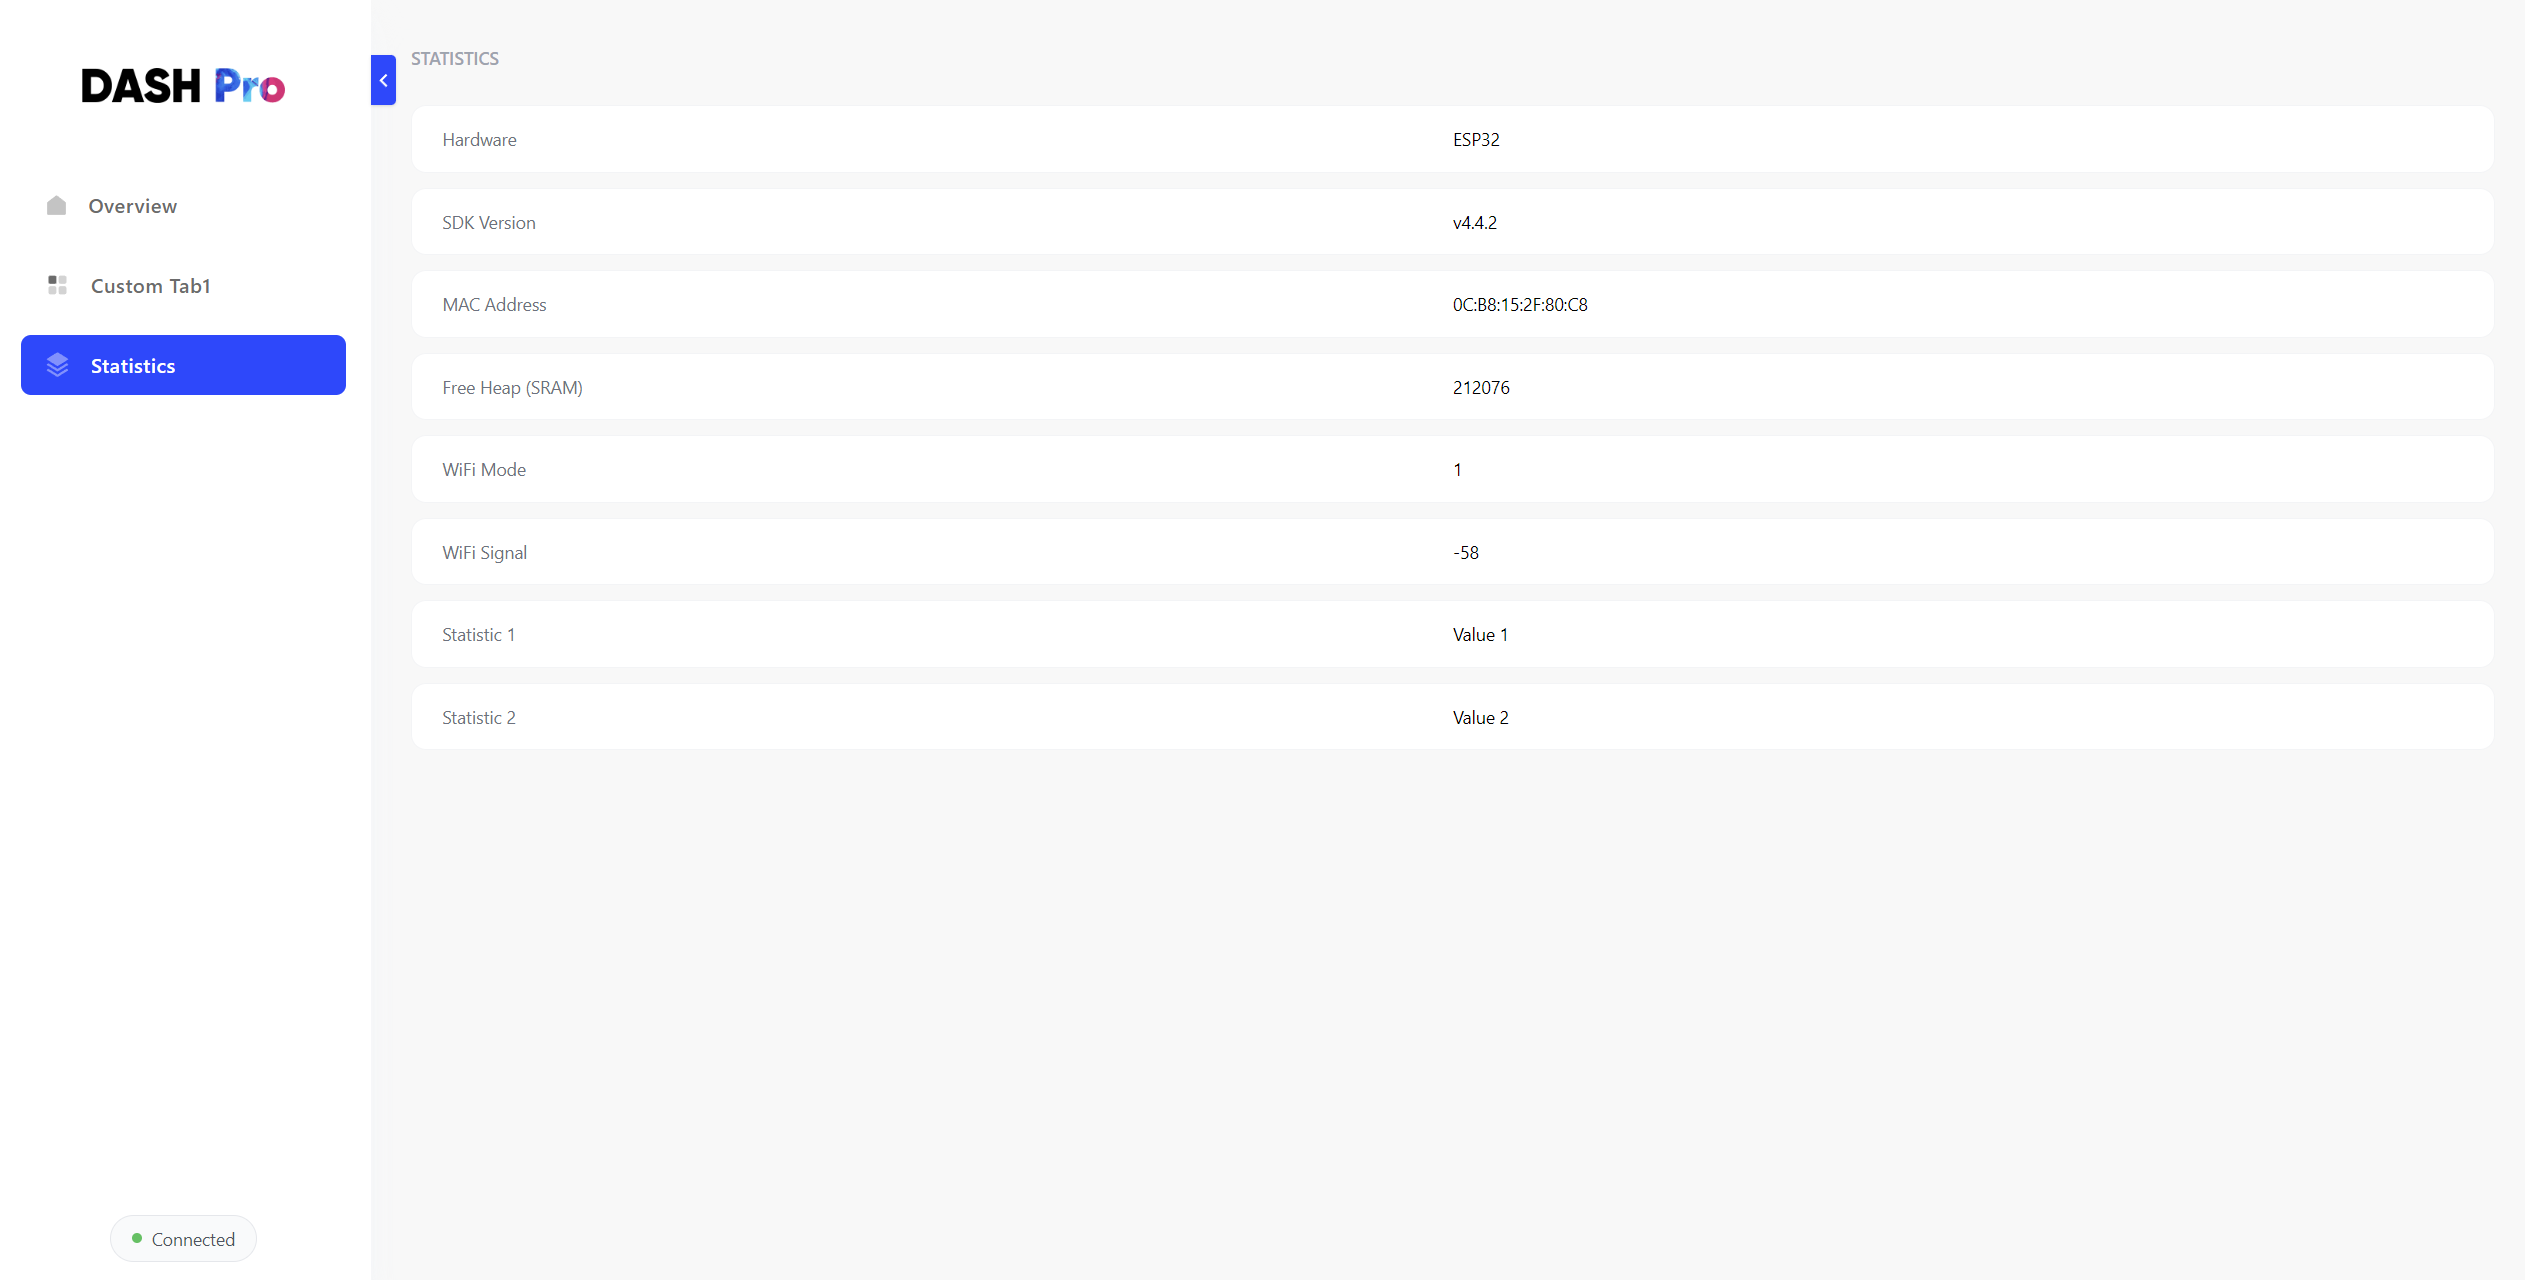 DASH Pro
Overview
Custom Tab1
Statistics
Connected
STATISTICS
Hardware ESP32
SDK Version v4.4.2
MAC Address 0C:B8:15:2F:80:C8
Free Heap (SRAM) 212076
WiFi Mode 1
WiFi Signal -58
Statistic 1 Value 1
Statistic 2 Value 2